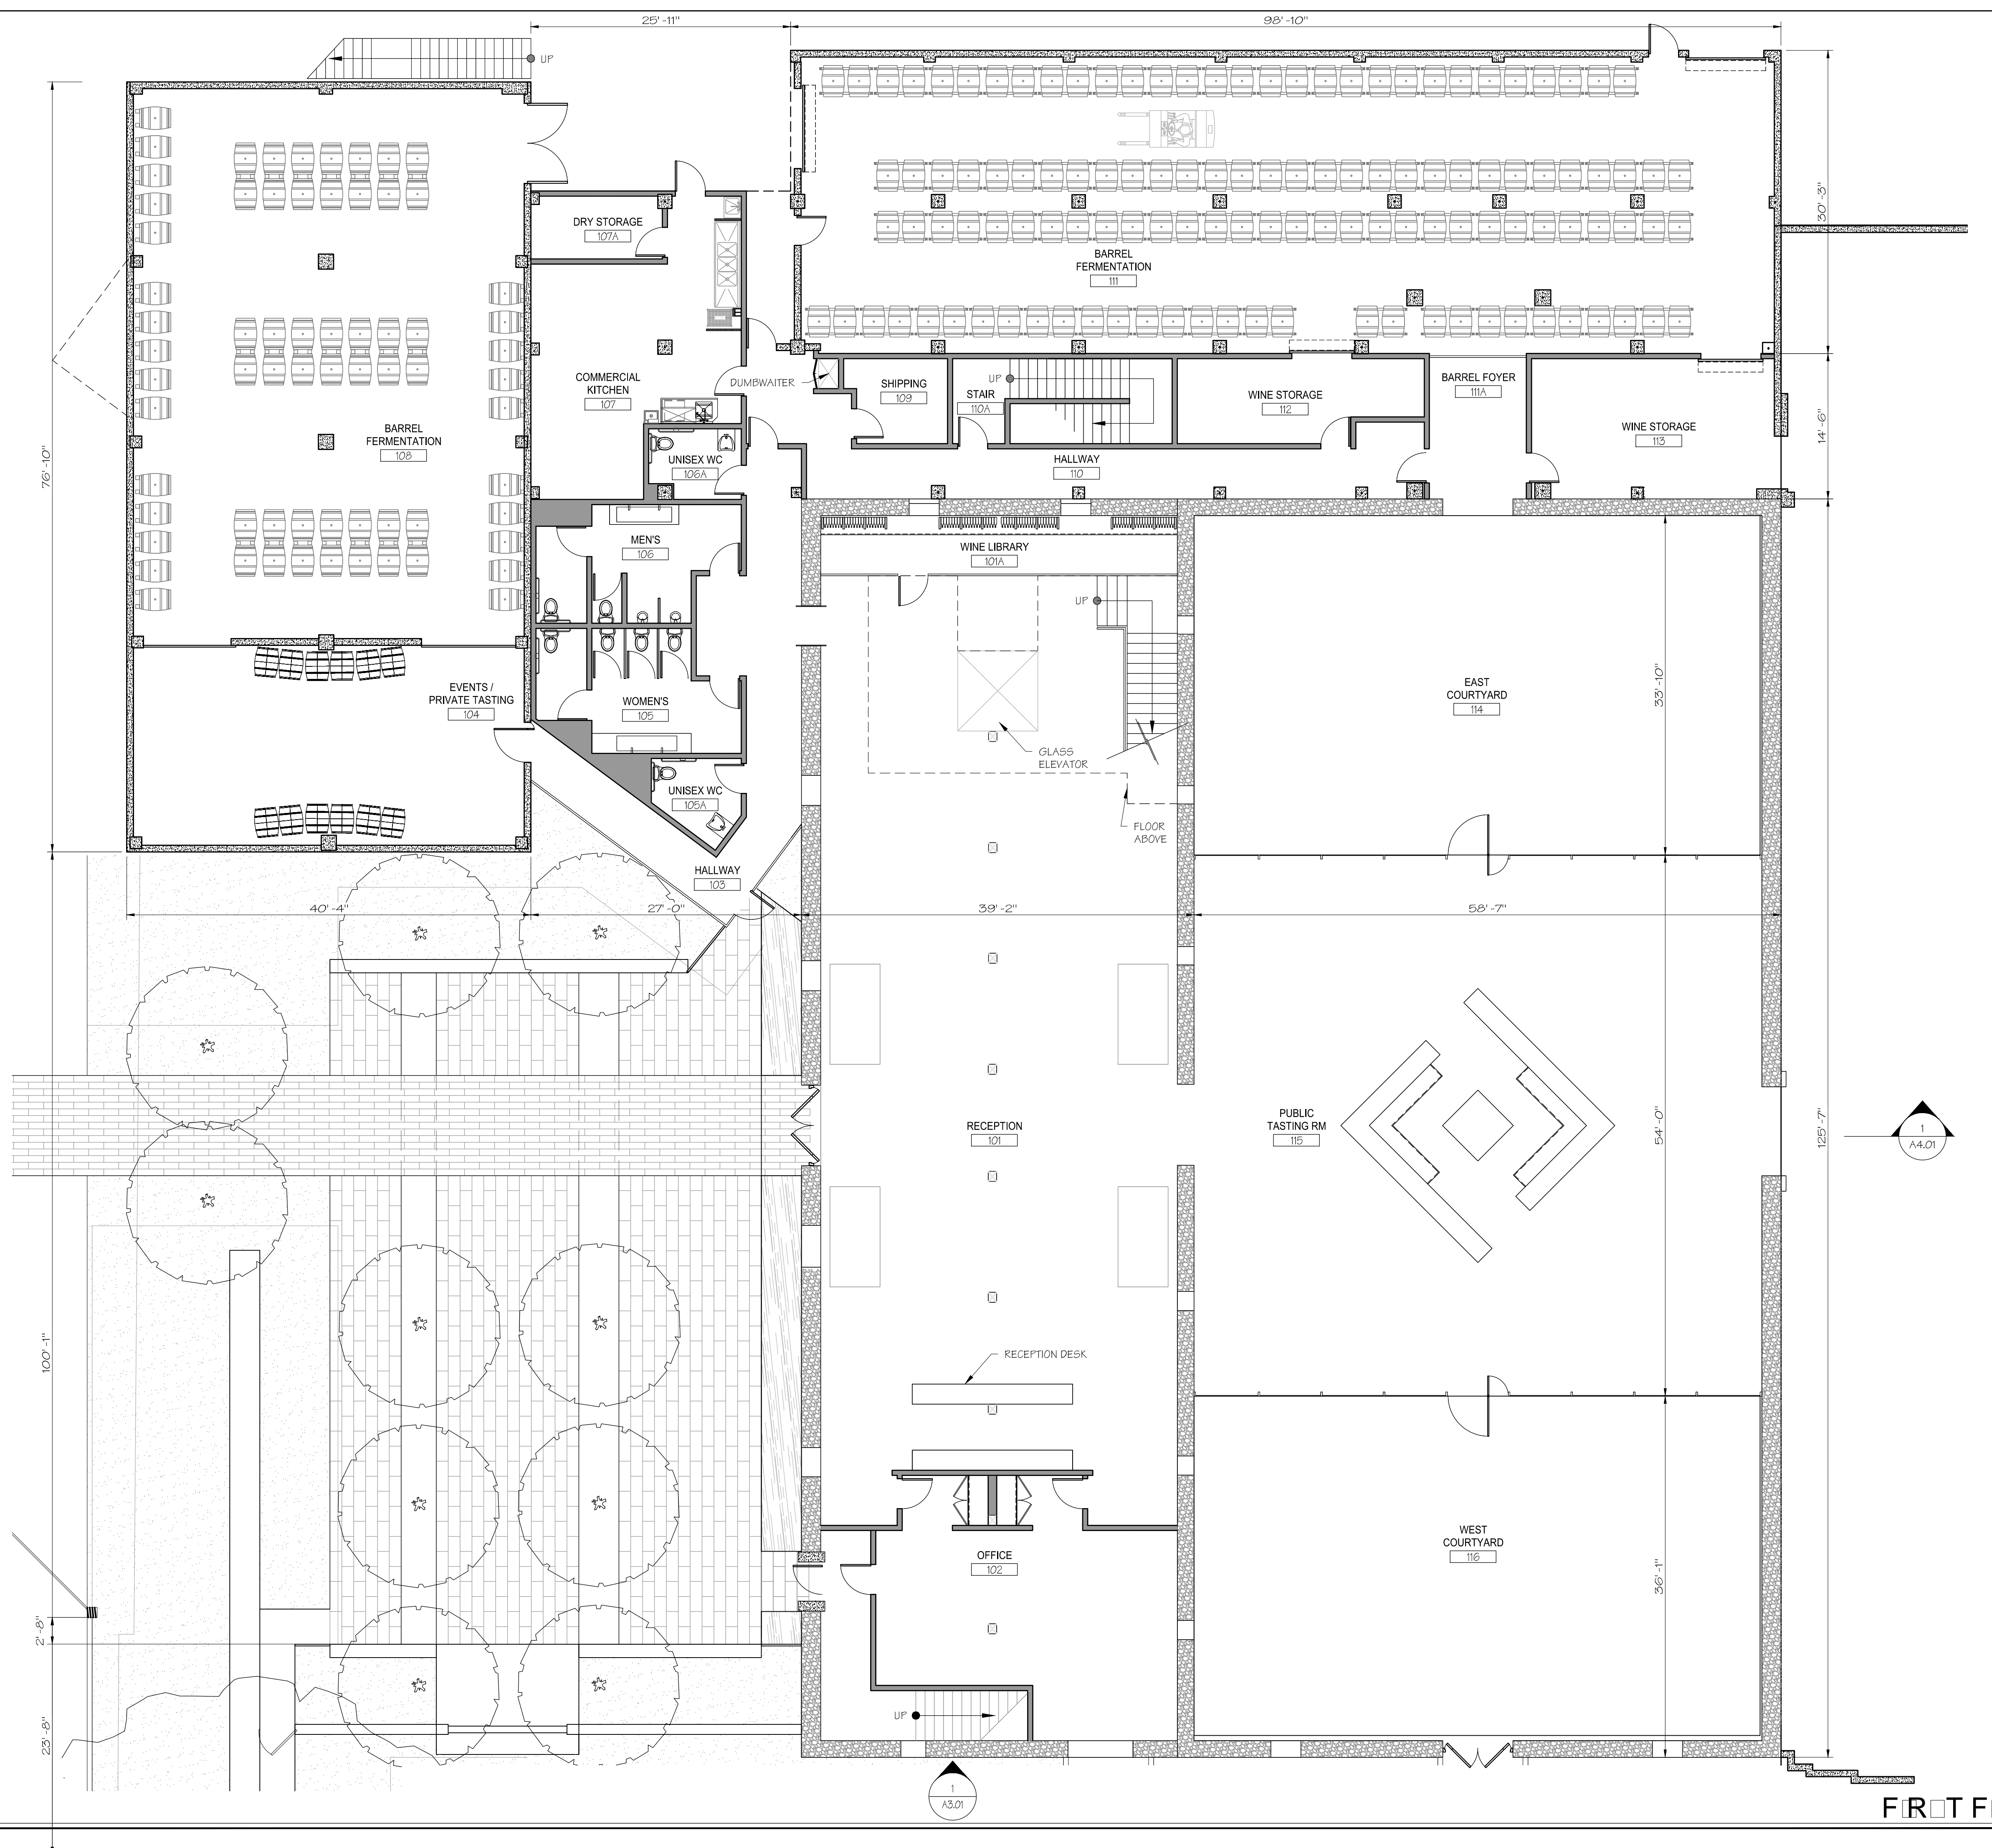 25'-11"
98'-10"
UP
DRY STORAGE
107A
30'-3"
BARREL
FERMENTATION
111
COMMERCIAL
KITCHEN
107
DUMBWAITER
SHIPPING
109
UP
STAIR
110A
WINE STORAGE
112
BARREL FOYER
111A
WINE STORAGE
113
14'-6"
BARREL
FERMENTATION
108
76'-10"
UNISEX WC
106A
HALLWAY
110
MEN'S
106
WINE LIBRARY
101A
UP
EVENTS /
PRIVATE TASTING
104
WOMEN'S
105
EAST
COURTYARD
114
33'-10"
GLASS
ELEVATOR
UNISEX WC
105A
FLOOR
ABOVE
HALLWAY
103
40'-4"
27'-0"
39'-2"
58'-7"
RECEPTION
101
PUBLIC
TASTING RM
115
54'-0"
125'-7"
1
A4.01
100'-1"
RECEPTION DESK
OFFICE
102
WEST
COURTYARD
116
36'-1"
2'-8"
23'-8"
UP
1
A3.01